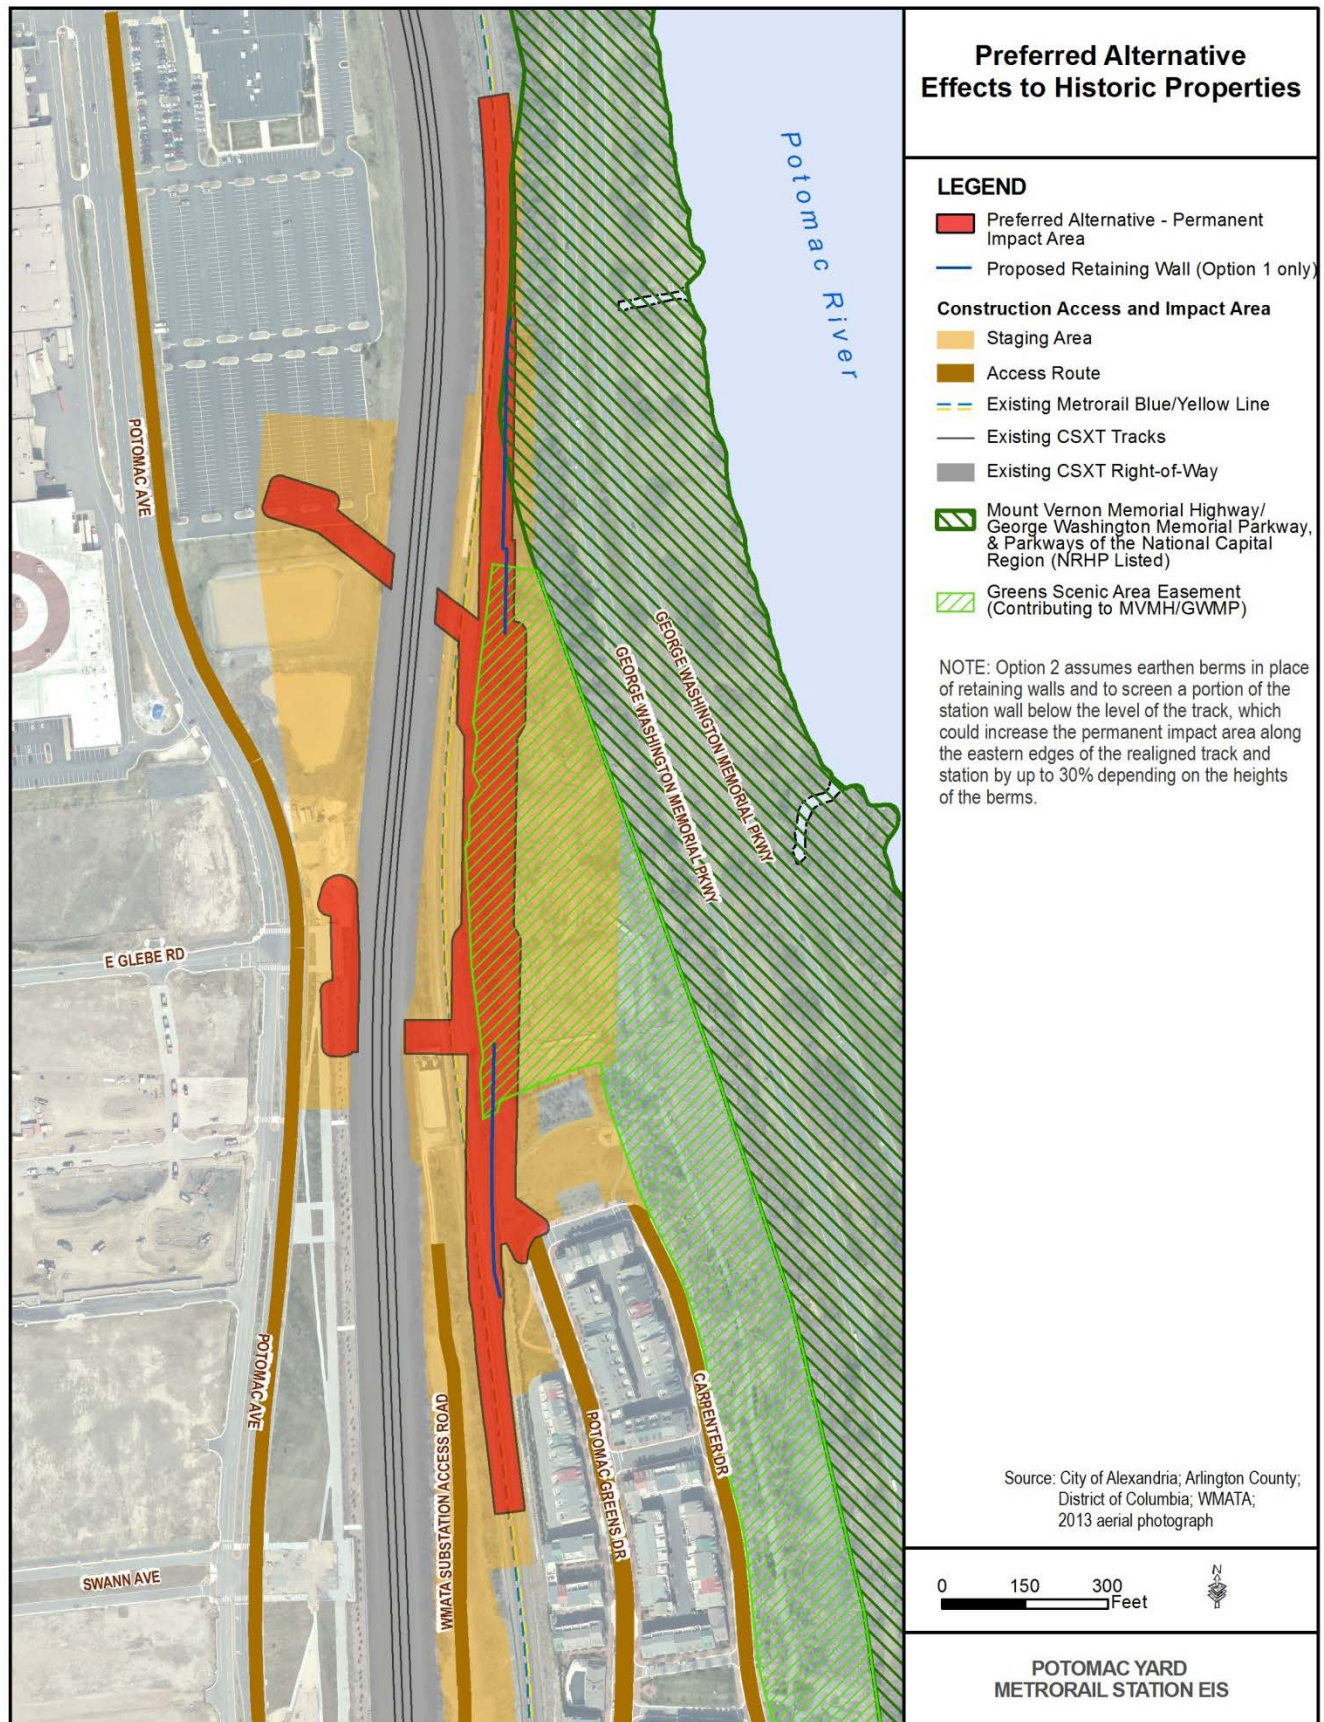 Preferred Alternative
Effects to Historic Properties
LEGEND
Preferred Alternative - Permanent
Impact Area
Proposed Retaining Wall (Option 1 only)
Construction Access and Impact Area
Staging Area
Access Route
Existing Metrorail Blue/Yellow Line
Existing CSXT Tracks
Existing CSXT Right-of-Way
Mount Vernon Memorial Highway/
George Washington Memorial Parkway,
& Parkways of the National Capital
Region (NRHP Listed)
Greens Scenic Area Easement
(Contributing to MVMH/GWMP)
NOTE: Option 2 assumes earthen berms in place
of retaining walls and to screen a portion of the
station wall below the level of the track, which
could increase the permanent impact area along
the eastern edges of the realigned track and
station by up to 30% depending on the heights
of the berms.
Source: City of Alexandria; Arlington County;
District of Columbia; WMATA;
2013 aerial photograph
0 150 300
Feet
N
POTOMAC YARD
METRORAIL STATION EIS
Potomac River
POTOMAC AVE
GEORGE WASHINGTON MEMORIAL PKWY
GEORGE WASHINGTON MEMORIAL PKWY
E GLEBE RD
POTOMAC AVE
WMATA SUBSTATION ACCESS ROAD
POTOMAC GREENS DR
CARPENTER DR
SWANN AVE